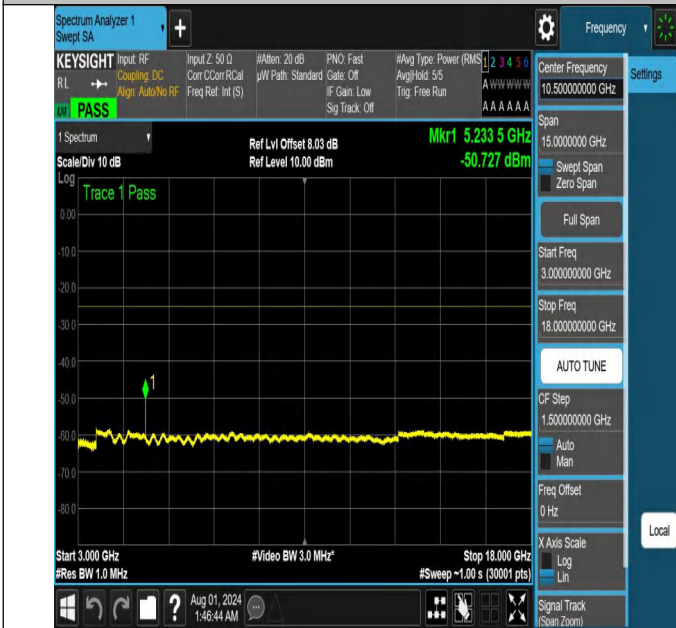 Spectrum Analyzer 1
Swept SA
+
Frequency
KEYSIGHT
RL
PASS
Input: RF
Coupling: DC
Align: Auto/No RF
Input Z: 50 Ω
Corr CCorr RCal
Freq Ref: Int (S)
#Atten: 20 dB
µW Path: Standard
PNO: Fast
Gate: Off
IF Gain: Low
Sig Track: Off
#Avg Type: Power (RMS
Avg|Hold: 5/5
Trig: Free Run
1 2 3 4 5 6
A W W W W W
A A A A A A
1 Spectrum
Scale/Div 10 dB
Log
Ref Lvl Offset 8.03 dB
Ref Level 10.00 dBm
Mkr1 5.233 5 GHz
-50.727 dBm
Trace 1 Pass
0.00
-10.0
-20.0
-30.0
-40.0
1
-50.0
-60.0
-70.0
-80.0
Start 3.000 GHz
#Res BW 1.0 MHz
#Video BW 3.0 MHz*
Stop 18.000 GHz
#Sweep ~1.00 s (30001 pts)
Center Frequency
10.500000000 GHz
Settings
Span
15.0000000 GHz
Swept Span
Zero Span
Full Span
Start Freq
3.000000000 GHz
Stop Freq
18.000000000 GHz
AUTO TUNE
CF Step
1.500000000 GHz
Auto
Man
Freq Offset
0 Hz
Local
X Axis Scale
Log
Lin
Signal Track
(Span Zoom)
?
Aug 01, 2024
1:46:44 AM